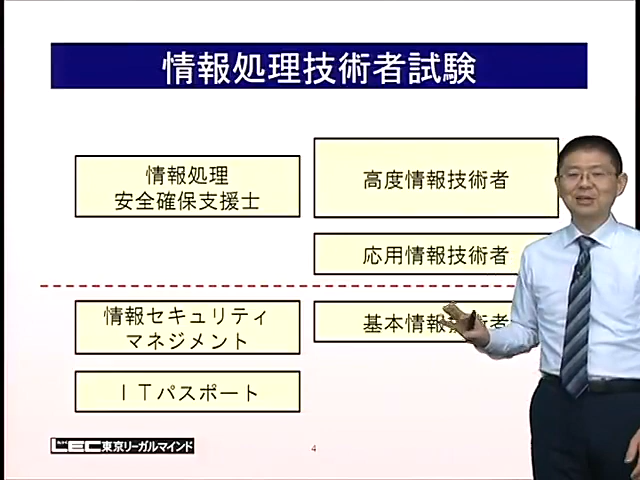 情報処理技術者試験
情報処理
安全確保支援士
高度情報技術者
応用情報技術者
情報セキュリティ
マネジメント
基本情報技術者
ITパスポート
LEC東京リーガルマインド
4